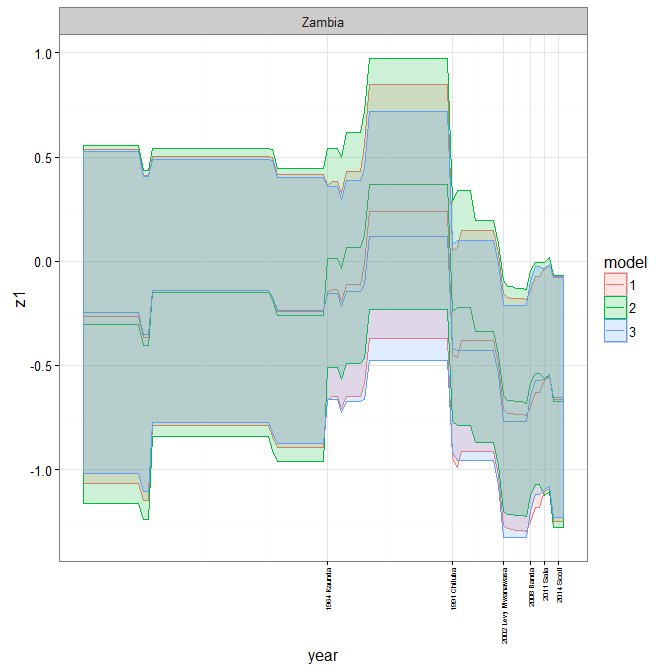 Zambia
1.0
0.5
0.0
-0.5
-1.0
z1
1964 Kaunda
1991 Chiluba
2002 Levy Mwanawasa
2008 Banda
2011 Sata
2014 Scott
year
model
1
2
3